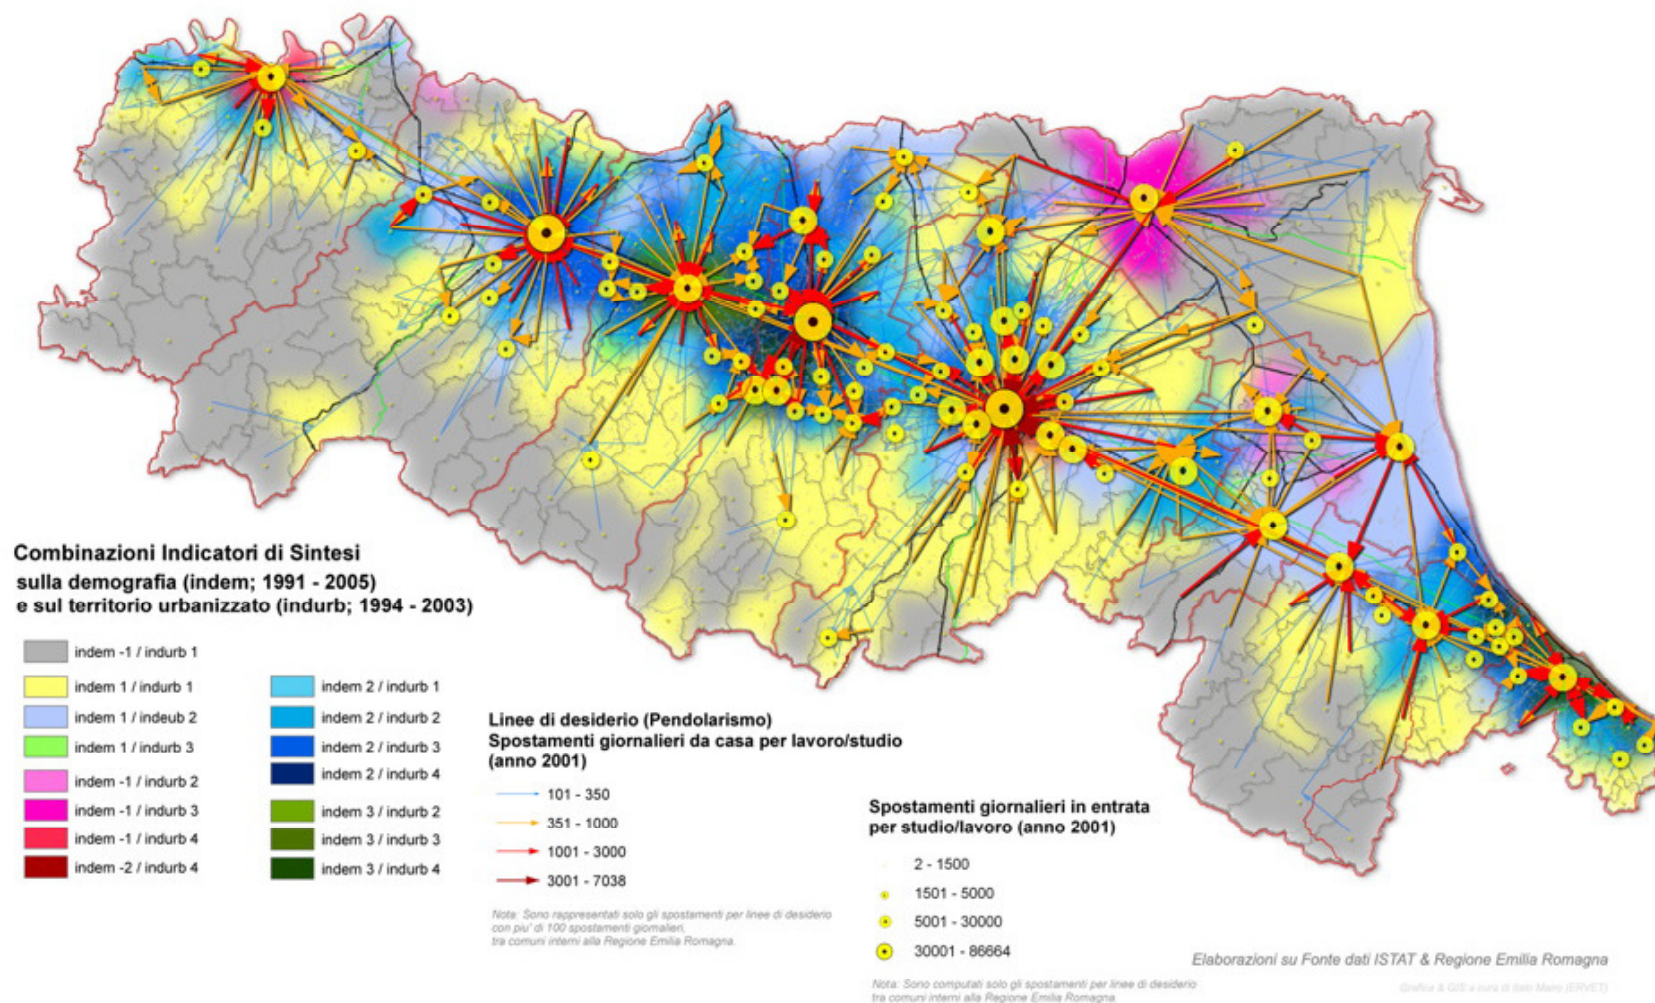 Combinazioni Indicatori di Sintesi
sulla demografia (indem; 1991 - 2005)
e sul territorio urbanizzato (indurb; 1994 - 2003)
indem -1 / indurb 1
indem 1 / indurb 1
indem 1 / indeub 2
indem 1 / indurb 3
indem -1 / indurb 2
indem -1 / indurb 3
indem -1 / indurb 4
indem -2 / indurb 4
indem 2 / indurb 1
indem 2 / indurb 2
indem 2 / indurb 3
indem 2 / indurb 4
indem 3 / indurb 2
indem 3 / indurb 3
indem 3 / indurb 4
Linee di desiderio (Pendolarismo)
Spostamenti giornalieri da casa per lavoro/studio
(anno 2001)
101 - 350
351 - 1000
1001 - 3000
3001 - 7038
Nota: Sono rappresentati solo gli spostamenti per linee di desiderio
con piu' di 100 spostamenti giornalieri,
tra comuni interni alla Regione Emilia Romagna.
Spostamenti giornalieri in entrata
per studio/lavoro (anno 2001)
2 - 1500
1501 - 5000
5001 - 30000
30001 - 86664
Nota: Sono computati solo gli spostamenti per linee di desiderio
tra comuni interni alla Regione Emilia Romagna.
Elaborazioni su Fonte dati ISTAT & Regione Emilia Romagna
Grafica & GIS a cura di Italo (ERVET)